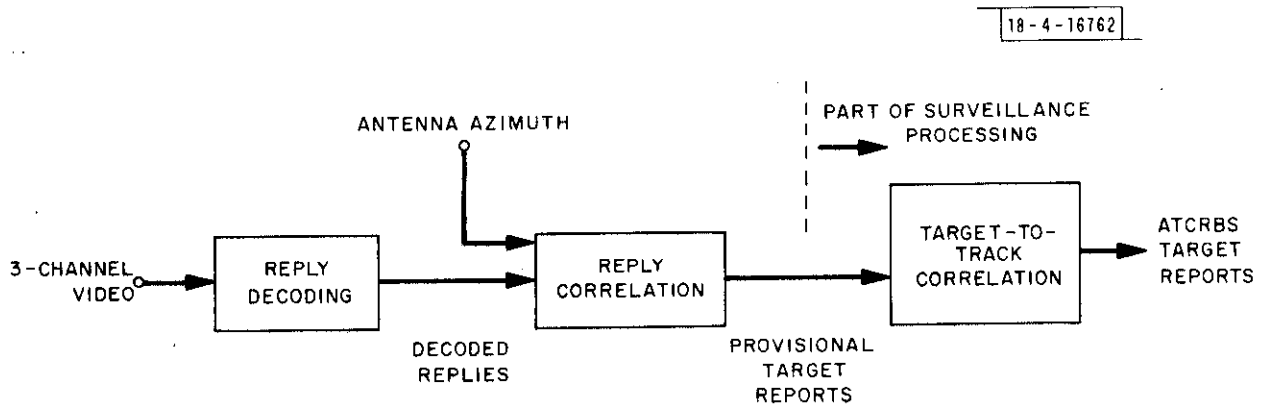 18-4-16762
PART OF SURVEILLANCE
PROCESSING
ANTENNA AZIMUTH
3-CHANNEL
VIDEO
REPLY
DECODING
DECODED
REPLIES
REPLY
CORRELATION
PROVISIONAL
TARGET
REPORTS
TARGET-TO-
TRACK
CORRELATION
ATCRBS
TARGET
REPORTS